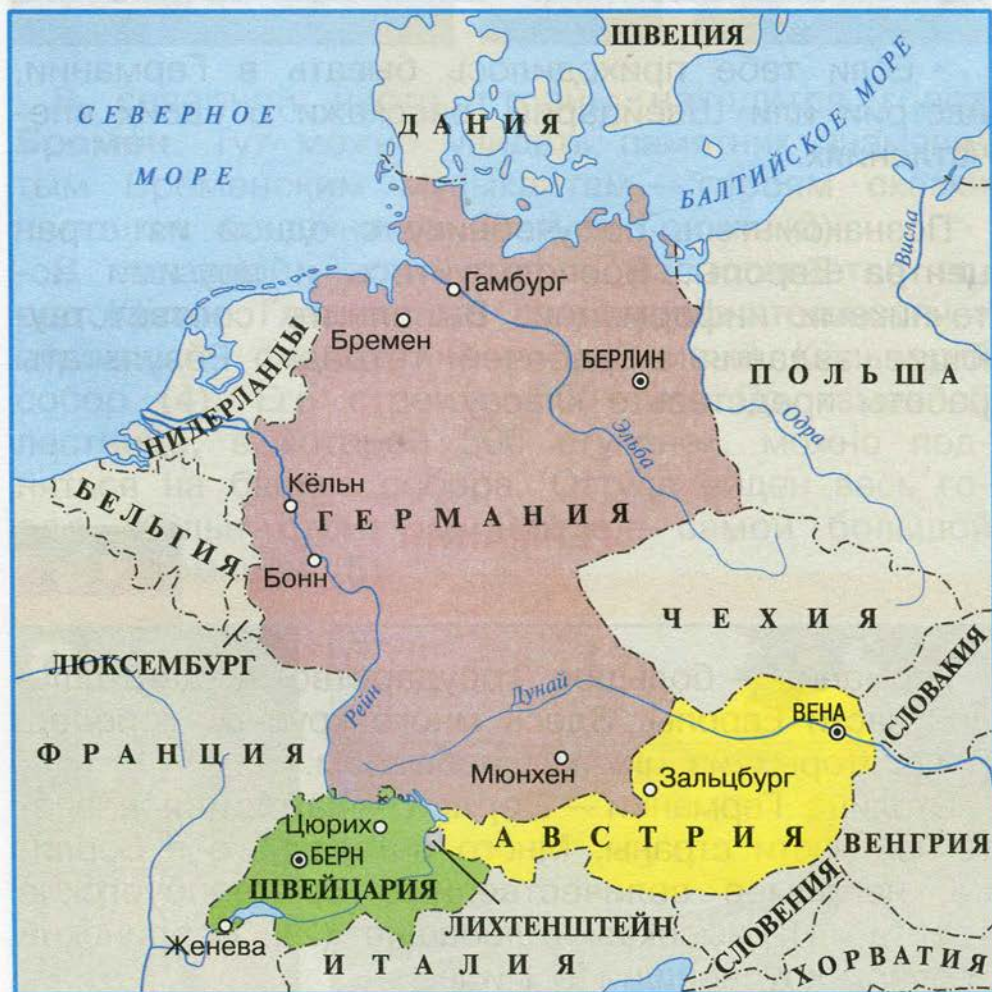 ШВЕЦИЯ
СЕВЕРНОЕ
МОРЕ
ДАНИЯ
БАЛТИЙСКОЕ МОРЕ
Висла
Гамбург
Бремен
БЕРЛИН
ПОЛЬША
НИДЕРЛАНДЫ
Одра
Эльба
Кёльн
ГЕРМАНИЯ
БЕЛЬГИЯ
Бонн
ЧЕХИЯ
ЛЮКСЕМБУРГ
Рейн
Дунай
СЛОВАКИЯ
ВЕНА
ФРАНЦИЯ
Мюнхен
Зальцбург
Цюрих
АВСТРИЯ
ВЕНГРИЯ
БЕРН
ШВЕЙЦАРИЯ
ЛИХТЕНШТЕЙН
СЛОВЕНИЯ
Женева
ИТАЛИЯ
ХОРВАТИЯ